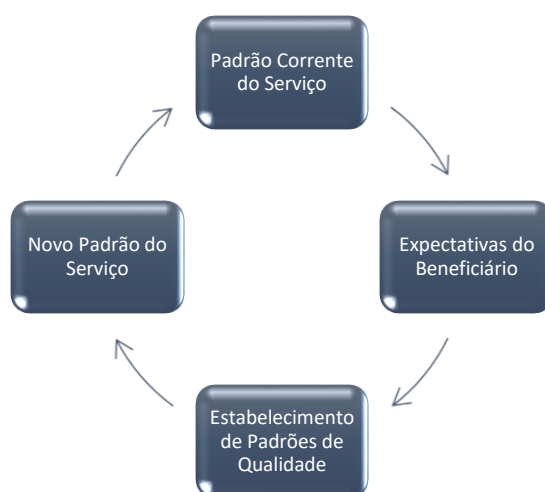 Padrão Corrente
do Serviço
Expectativas do
Beneficiário
Estabelecimento
de Padrões de
Qualidade
Novo Padrão do
Serviço